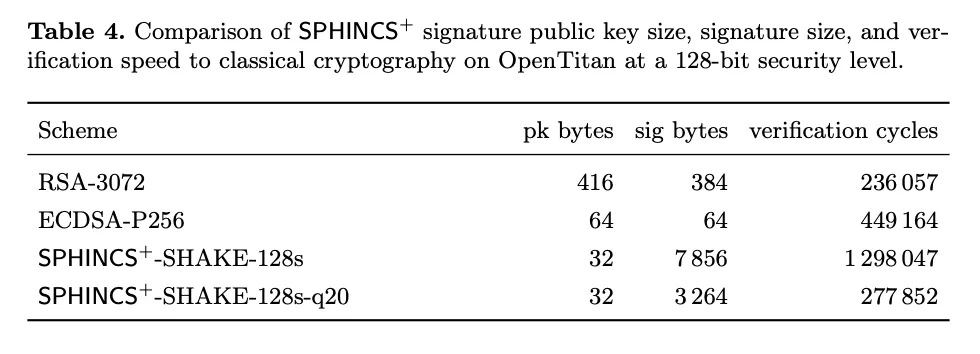 Table 4. Comparison of SPHINCS+ signature public key size, signature size, and ver-
ification speed to classical cryptography on OpenTitan at a 128-bit security level.
Scheme pk bytes sig bytes verification cycles
RSA-3072 416 384 236 057
ECDSA-P256 64 64 449 164
SPHINCS+-SHAKE-128s 32 7 856 1 298 047
SPHINCS+-SHAKE-128s-q20 32 3 264 277 852